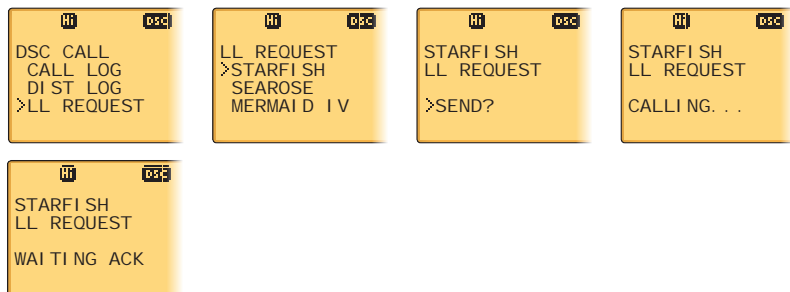 Hi DSC
DSC CALL
CALL LOG
DIST LOG
>LL REQUEST
Hi DSC
LL REQUEST
>STARFISH
SEAROSE
MERMAID IV
Hi DSC
STARFISH
LL REQUEST
>SEND?
Hi DSC
STARFISH
LL REQUEST
CALLING...
Hi DSC
STARFISH
LL REQUEST
WAITING ACK